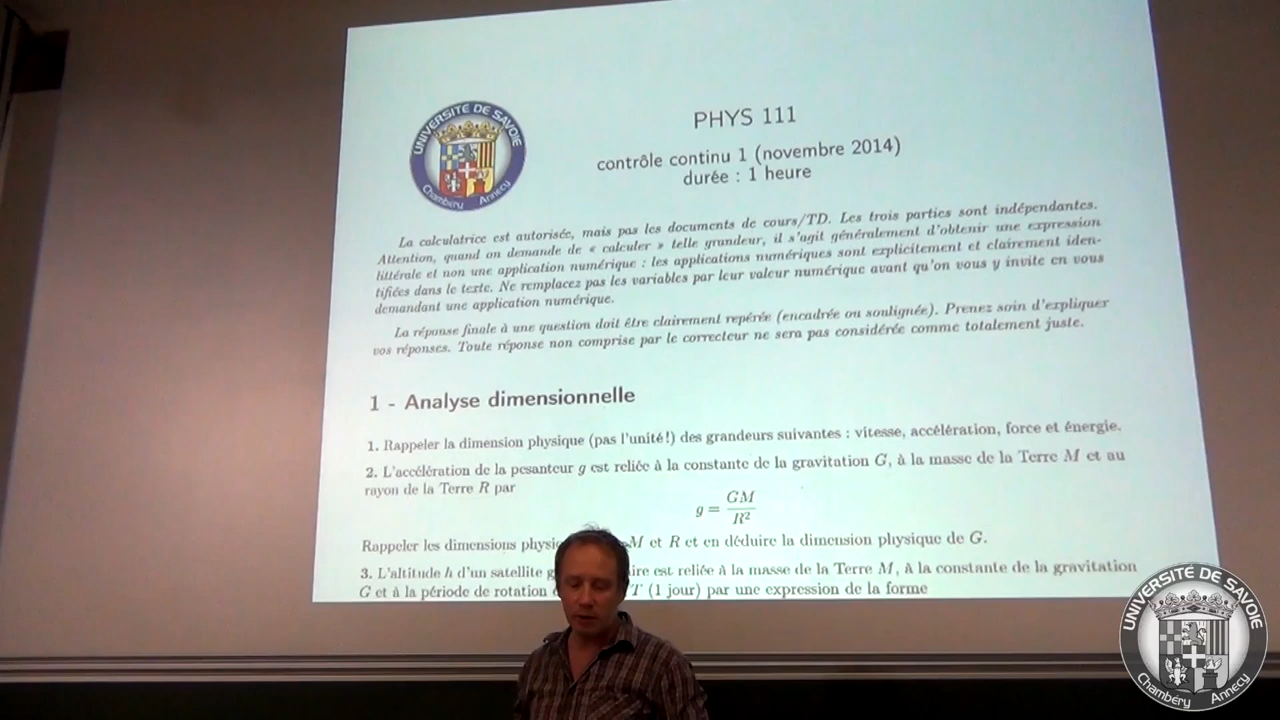 UNIVERSITÉ DE SAVOIE
Chambéry Annecy
PHYS 111
contrôle continu 1 (novembre 2014)
durée : 1 heure
La calculatrice est autorisée, mais pas les documents de cours/TD. Les trois parties sont indépendantes.
Attention, quand on demande de « calculer » telle grandeur, il s'agit généralement d'obtenir une expression
littérale et non une application numérique : les applications numériques sont explicitement et clairement iden-
tifiées dans le texte. Ne remplacez pas les variables par leur valeur numérique avant qu'on vous y invite en vous
demandant une application numérique.
La réponse finale à une question doit être clairement repérée (encadrée ou soulignée). Prenez soin d'expliquer
vos réponses. Toute réponse non comprise par le correcteur ne sera pas considérée comme totalement juste.
1 - Analyse dimensionnelle
1. Rappeler la dimension physique (pas l'unité!) des grandeurs suivantes : vitesse, accélération, force et énergie.
2. L'accélération de la pesanteur g est reliée à la constante de la gravitation G, à la masse de la Terre M et au
rayon de la Terre R par
g = GM / R²
Rappeler les dimensions M et R et en déduire la dimension physique de G.
3. L'altitude h d'un satellite est reliée à la masse de la Terre M, à la constante de la gravitation
G et à la période de rotation T (1 jour) par une expression de la forme
UNIVERSITÉ DE SAVOIE
Chambéry Annecy